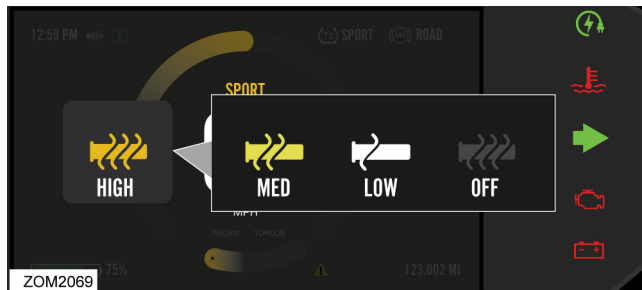 12:59 PM
SPORT
ROAD
SPORT
HIGH
MED
LOW
OFF
MPH
REGEN TORQUE
75%
123,002 MI
ZOM2069